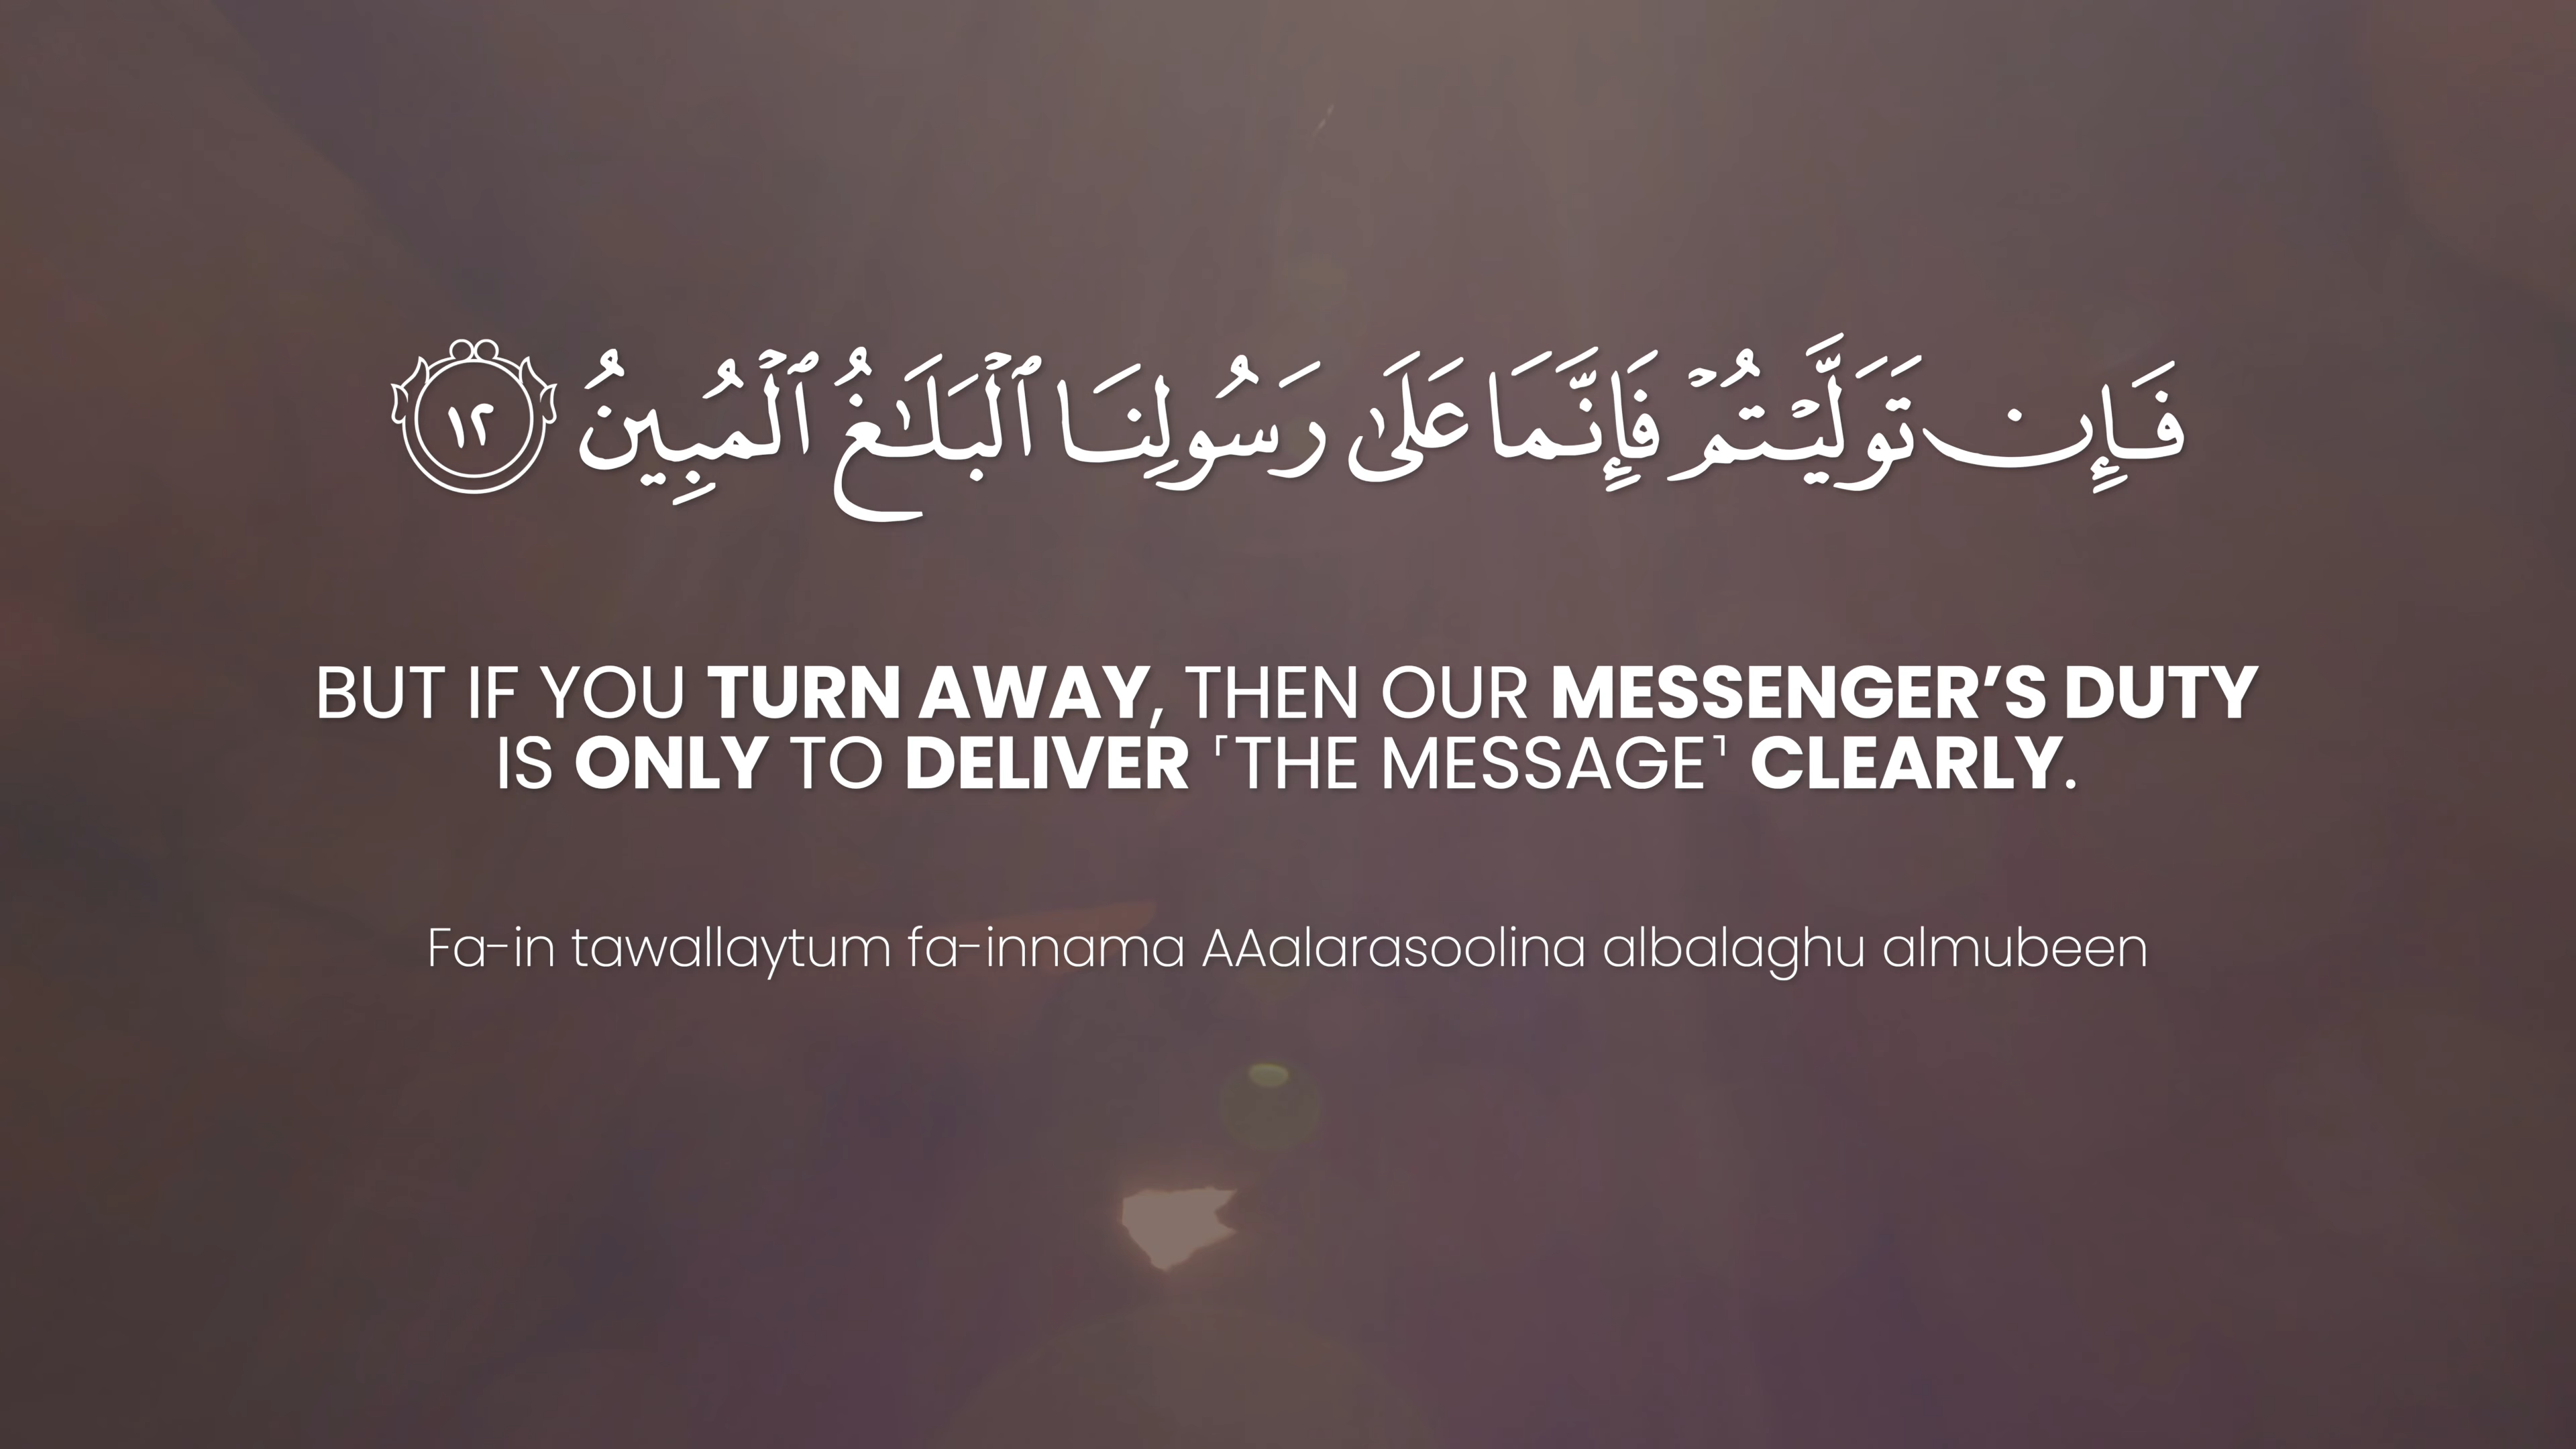 فَإِن تَوَلَّيْتُمْ فَإِنَّمَا عَلَىٰ رَسُولِنَا ٱلْبَلَـٰغُ ٱلْمُبِينُ ١٢
BUT IF YOU TURN AWAY, THEN OUR MESSENGER’S DUTY
IS ONLY TO DELIVER ⸢THE MESSAGE⸣ CLEARLY.
Fa-in tawallaytum fa-innama AAalarasoolina albalaghu almubeen